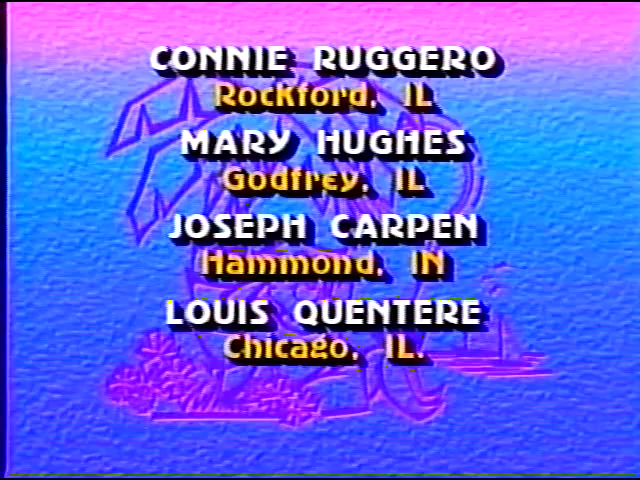 CONNIE RUGGERO
Rockford, IL
MARY HUGHES
Godfrey, IL
JOSEPH CARPEN
Hammond, IN
LOUIS QUENTERE
Chicago, IL.